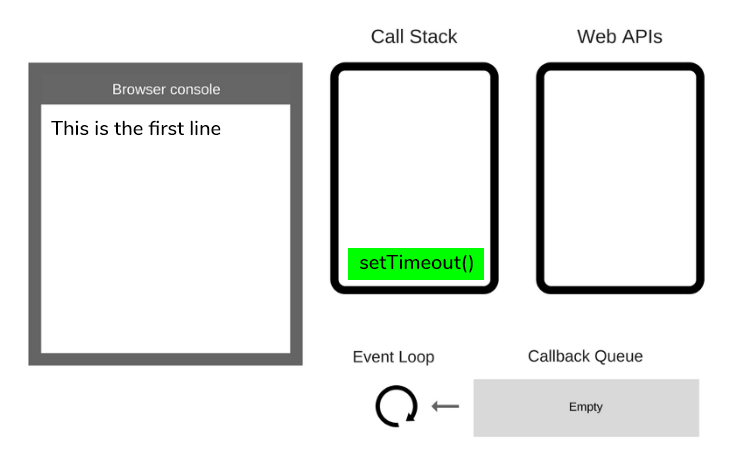 Call Stack
Web APIs
Browser console
This is the first line
setTimeout()
Event Loop
Callback Queue
Empty